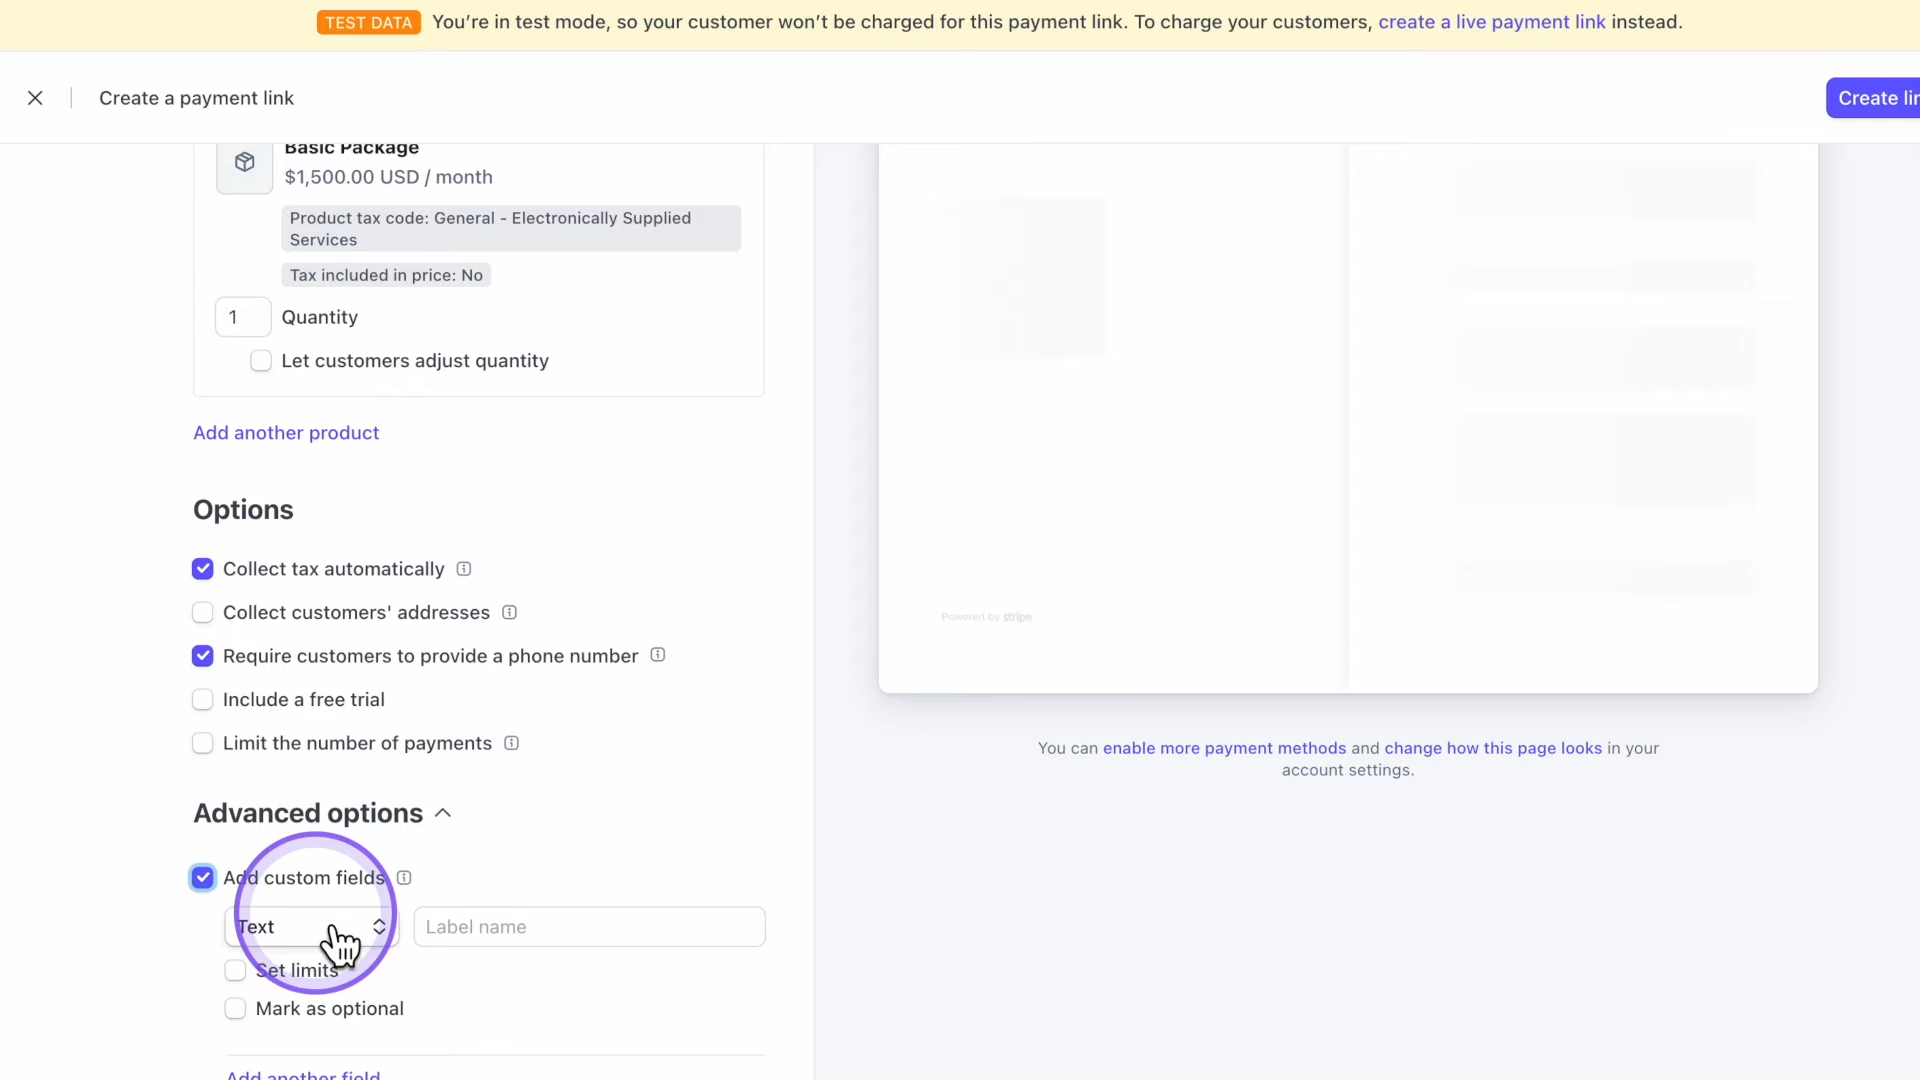 TEST DATA You’re in test mode, so your customer won’t be charged for this payment link. To charge your customers, create a live payment link instead.
Create a payment link
Create lin
Basic Package
$1,500.00 USD / month
Product tax code: General - Electronically Supplied
Services
Tax included in price: No
1 Quantity
Let customers adjust quantity
Add another product
Options
Collect tax automatically
Collect customers' addresses
Require customers to provide a phone number
Include a free trial
Limit the number of payments
Advanced options
Add custom fields
Text Label name
Set limits
Mark as optional
Add another field
Powered by stripe
You can enable more payment methods and change how this page looks in your
account settings.